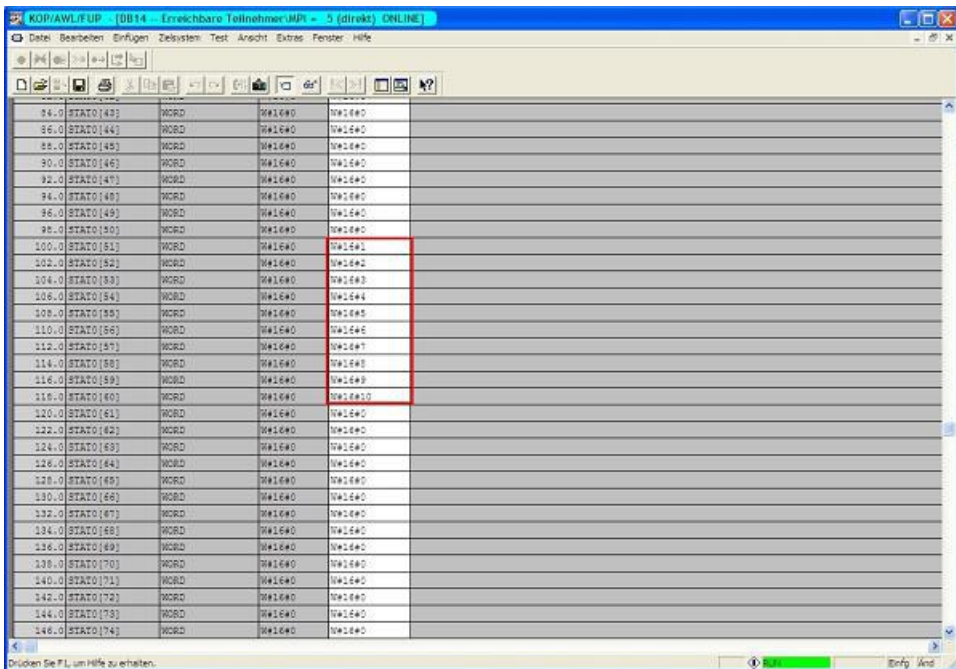 KOP/AWL/FUP - [DB14 -- Erreichbare Teilnehmer\MPI = 5 (direkt) ONLINE]
Datei Bearbeiten Einfügen Zielsystem Test Ansicht Extras Fenster Hilfe
84.0 STAT0[43] WORD W#16#0 W#16#0
86.0 STAT0[44] WORD W#16#0 W#16#0
88.0 STAT0[45] WORD W#16#0 W#16#0
90.0 STAT0[46] WORD W#16#0 W#16#0
92.0 STAT0[47] WORD W#16#0 W#16#0
94.0 STAT0[48] WORD W#16#0 W#16#0
96.0 STAT0[49] WORD W#16#0 W#16#0
98.0 STAT0[50] WORD W#16#0 W#16#0
100.0 STAT0[51] WORD W#16#0 W#16#1
102.0 STAT0[52] WORD W#16#0 W#16#2
104.0 STAT0[53] WORD W#16#0 W#16#3
106.0 STAT0[54] WORD W#16#0 W#16#4
108.0 STAT0[55] WORD W#16#0 W#16#5
110.0 STAT0[56] WORD W#16#0 W#16#6
112.0 STAT0[57] WORD W#16#0 W#16#7
114.0 STAT0[58] WORD W#16#0 W#16#8
116.0 STAT0[59] WORD W#16#0 W#16#9
118.0 STAT0[60] WORD W#16#0 W#16#10
120.0 STAT0[61] WORD W#16#0 W#16#0
122.0 STAT0[62] WORD W#16#0 W#16#0
124.0 STAT0[63] WORD W#16#0 W#16#0
126.0 STAT0[64] WORD W#16#0 W#16#0
128.0 STAT0[65] WORD W#16#0 W#16#0
130.0 STAT0[66] WORD W#16#0 W#16#0
132.0 STAT0[67] WORD W#16#0 W#16#0
134.0 STAT0[68] WORD W#16#0 W#16#0
136.0 STAT0[69] WORD W#16#0 W#16#0
138.0 STAT0[70] WORD W#16#0 W#16#0
140.0 STAT0[71] WORD W#16#0 W#16#0
142.0 STAT0[72] WORD W#16#0 W#16#0
144.0 STAT0[73] WORD W#16#0 W#16#0
146.0 STAT0[74] WORD W#16#0 W#16#0
Drücken Sie F1, um Hilfe zu erhalten. RUN Einfg Änd